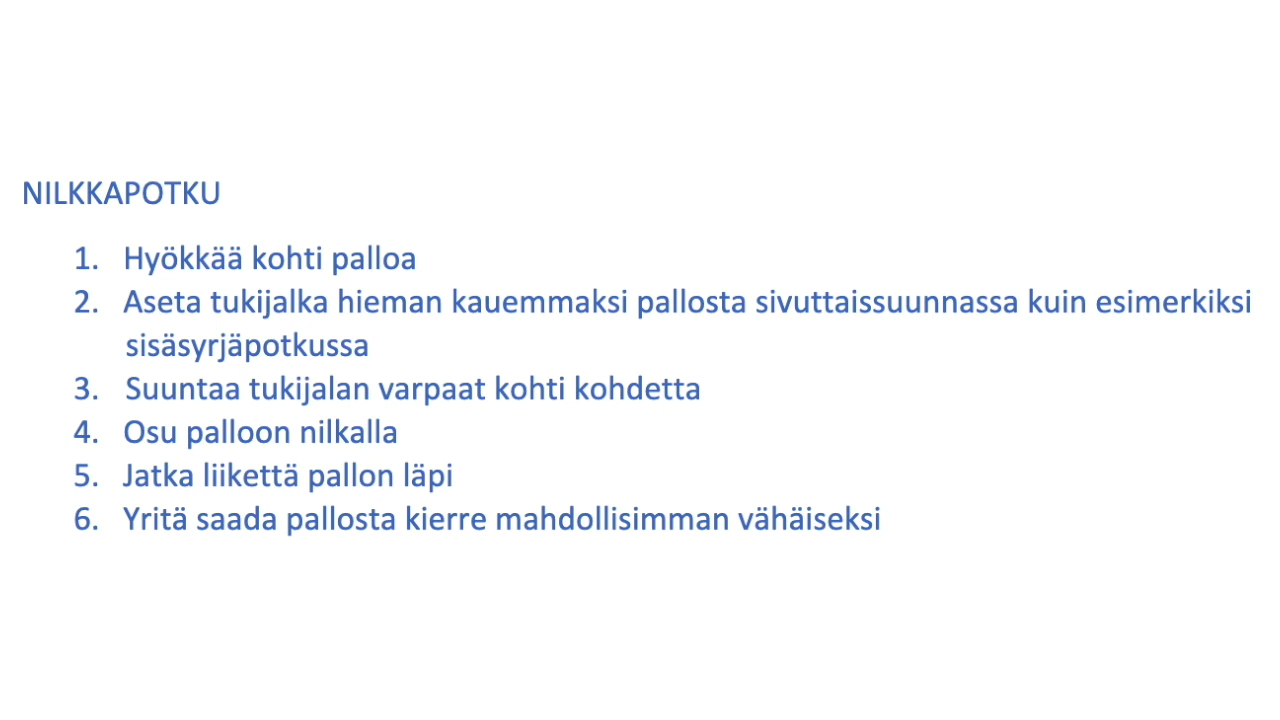 NILKKAPOTKU
1. Hyökkää kohti palloa
2. Aseta tukijalka hieman kauemmaksi pallosta sivuttaissuunnassa kuin esimerkiksi
sisäsyrjäpotkussa
3. Suuntaa tukijalan varpaat kohti kohdetta
4. Osu palloon nilkalla
5. Jatka liikettä pallon läpi
6. Yritä saada pallosta kierre mahdollisimman vähäiseksi